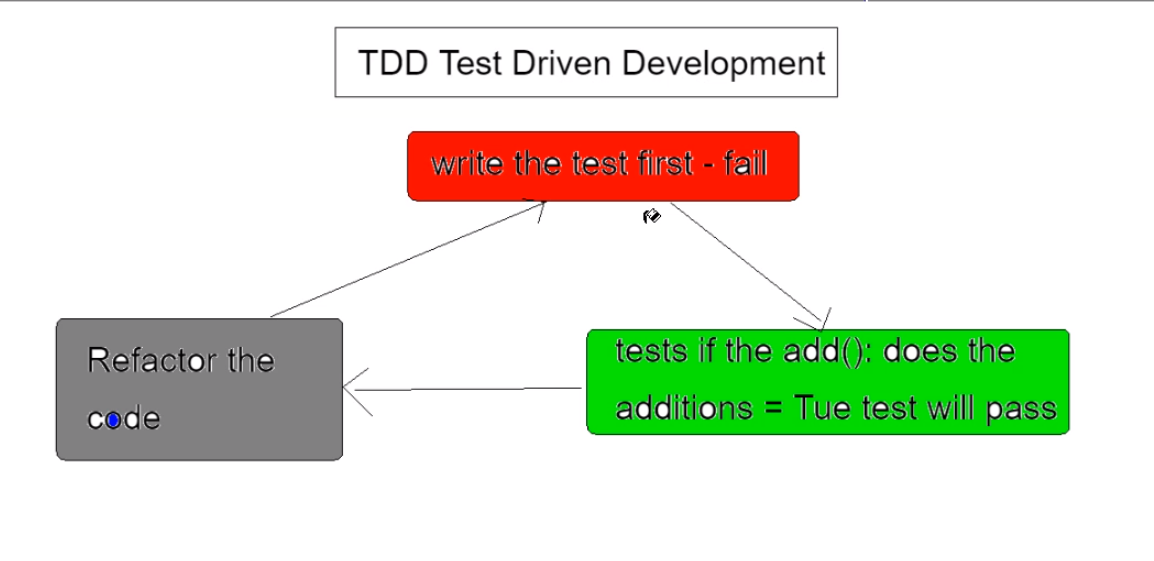 TDD Test Driven Development
write the test first - fail
tests if the add(): does the
additions = Tue test will pass
Refactor the
code